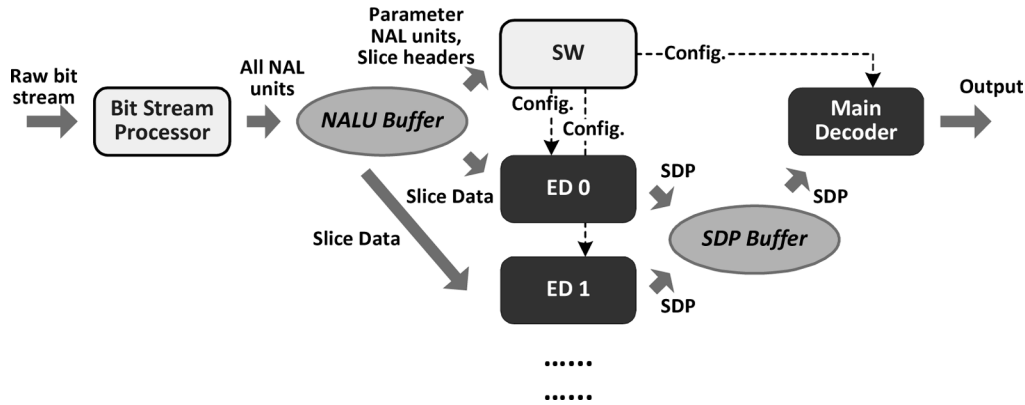 Raw bit
stream
Bit Stream
Processor
All NAL
units
NALU Buffer
Parameter
NAL units,
Slice headers
SW
Config.
Config.
Config.
Main
Decoder
Output
Slice Data
Slice Data
ED 0
ED 1
SDP
SDP
SDP
SDP Buffer
......
......